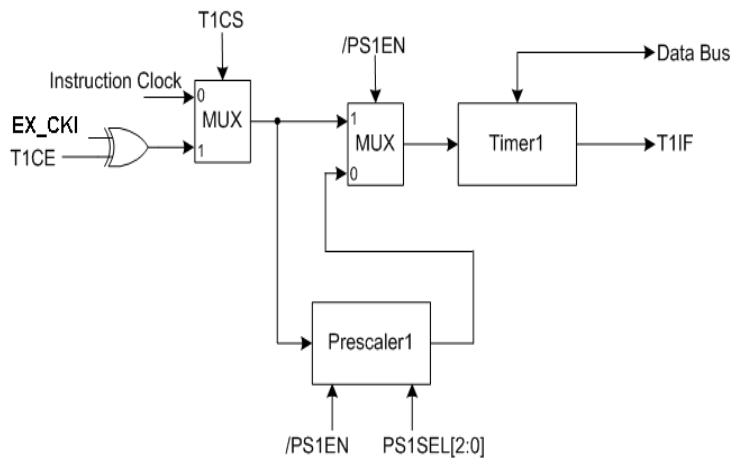 T1CS
/PS1EN
Data Bus
Instruction Clock
0
MUX
1
EX_CKI
T1CE
1
MUX
0
Timer1
T1IF
Prescaler1
/PS1EN
PS1SEL[2:0]